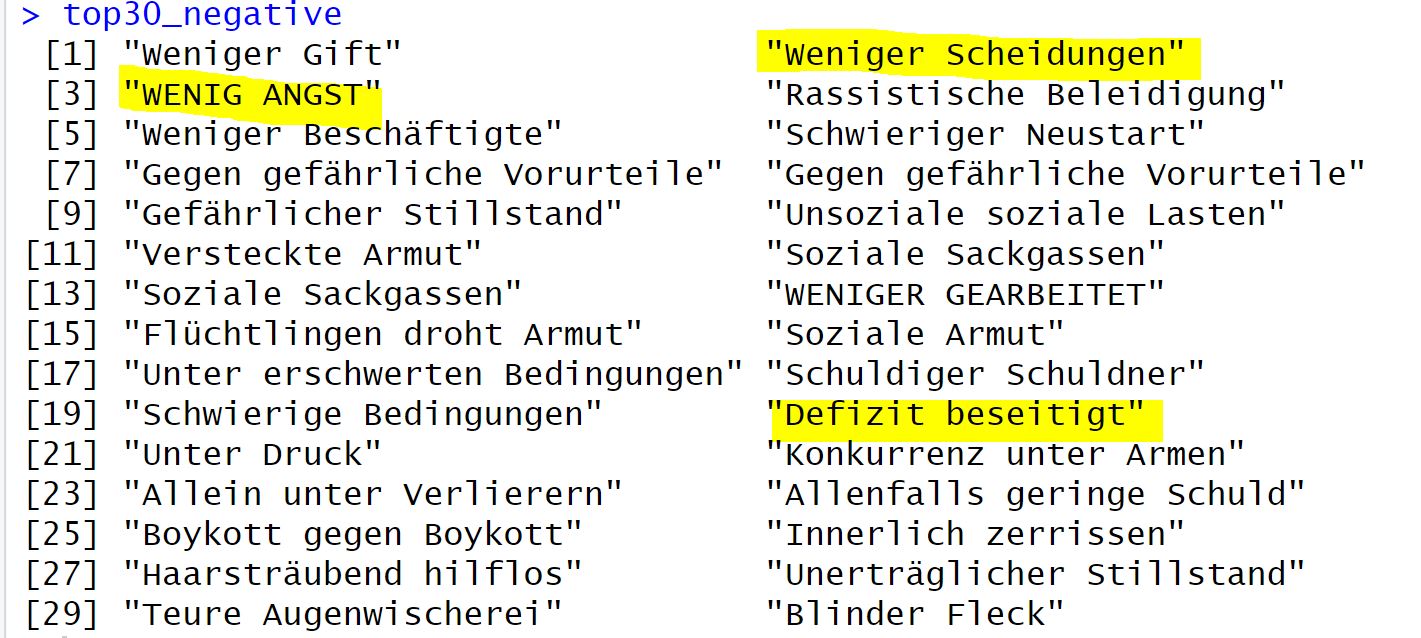 > top30_negative
[1] "Weniger Gift" "Weniger Scheidungen"
[3] "WENIG ANGST" "Rassistische Beleidigung"
[5] "Weniger Beschäftigte" "Schwieriger Neustart"
[7] "Gegen gefährliche Vorurteile" "Gegen gefährliche Vorurteile"
[9] "Gefährlicher Stillstand" "Unsoziale soziale Lasten"
[11] "Versteckte Armut" "Soziale Sackgassen"
[13] "Soziale Sackgassen" "WENIGER GEARBEITET"
[15] "Flüchtlingen droht Armut" "Soziale Armut"
[17] "Unter erschwerten Bedingungen" "Schuldiger Schuldner"
[19] "Schwierige Bedingungen" "Defizit beseitigt"
[21] "Unter Druck" "Konkurrenz unter Armen"
[23] "Allein unter Verlierern" "Allenfalls geringe Schuld"
[25] "Boykott gegen Boykott" "Innerlich zerrissen"
[27] "Haarsträubend hilflos" "Unerträglicher Stillstand"
[29] "Teure Augenwischerei" "Blinder Fleck"